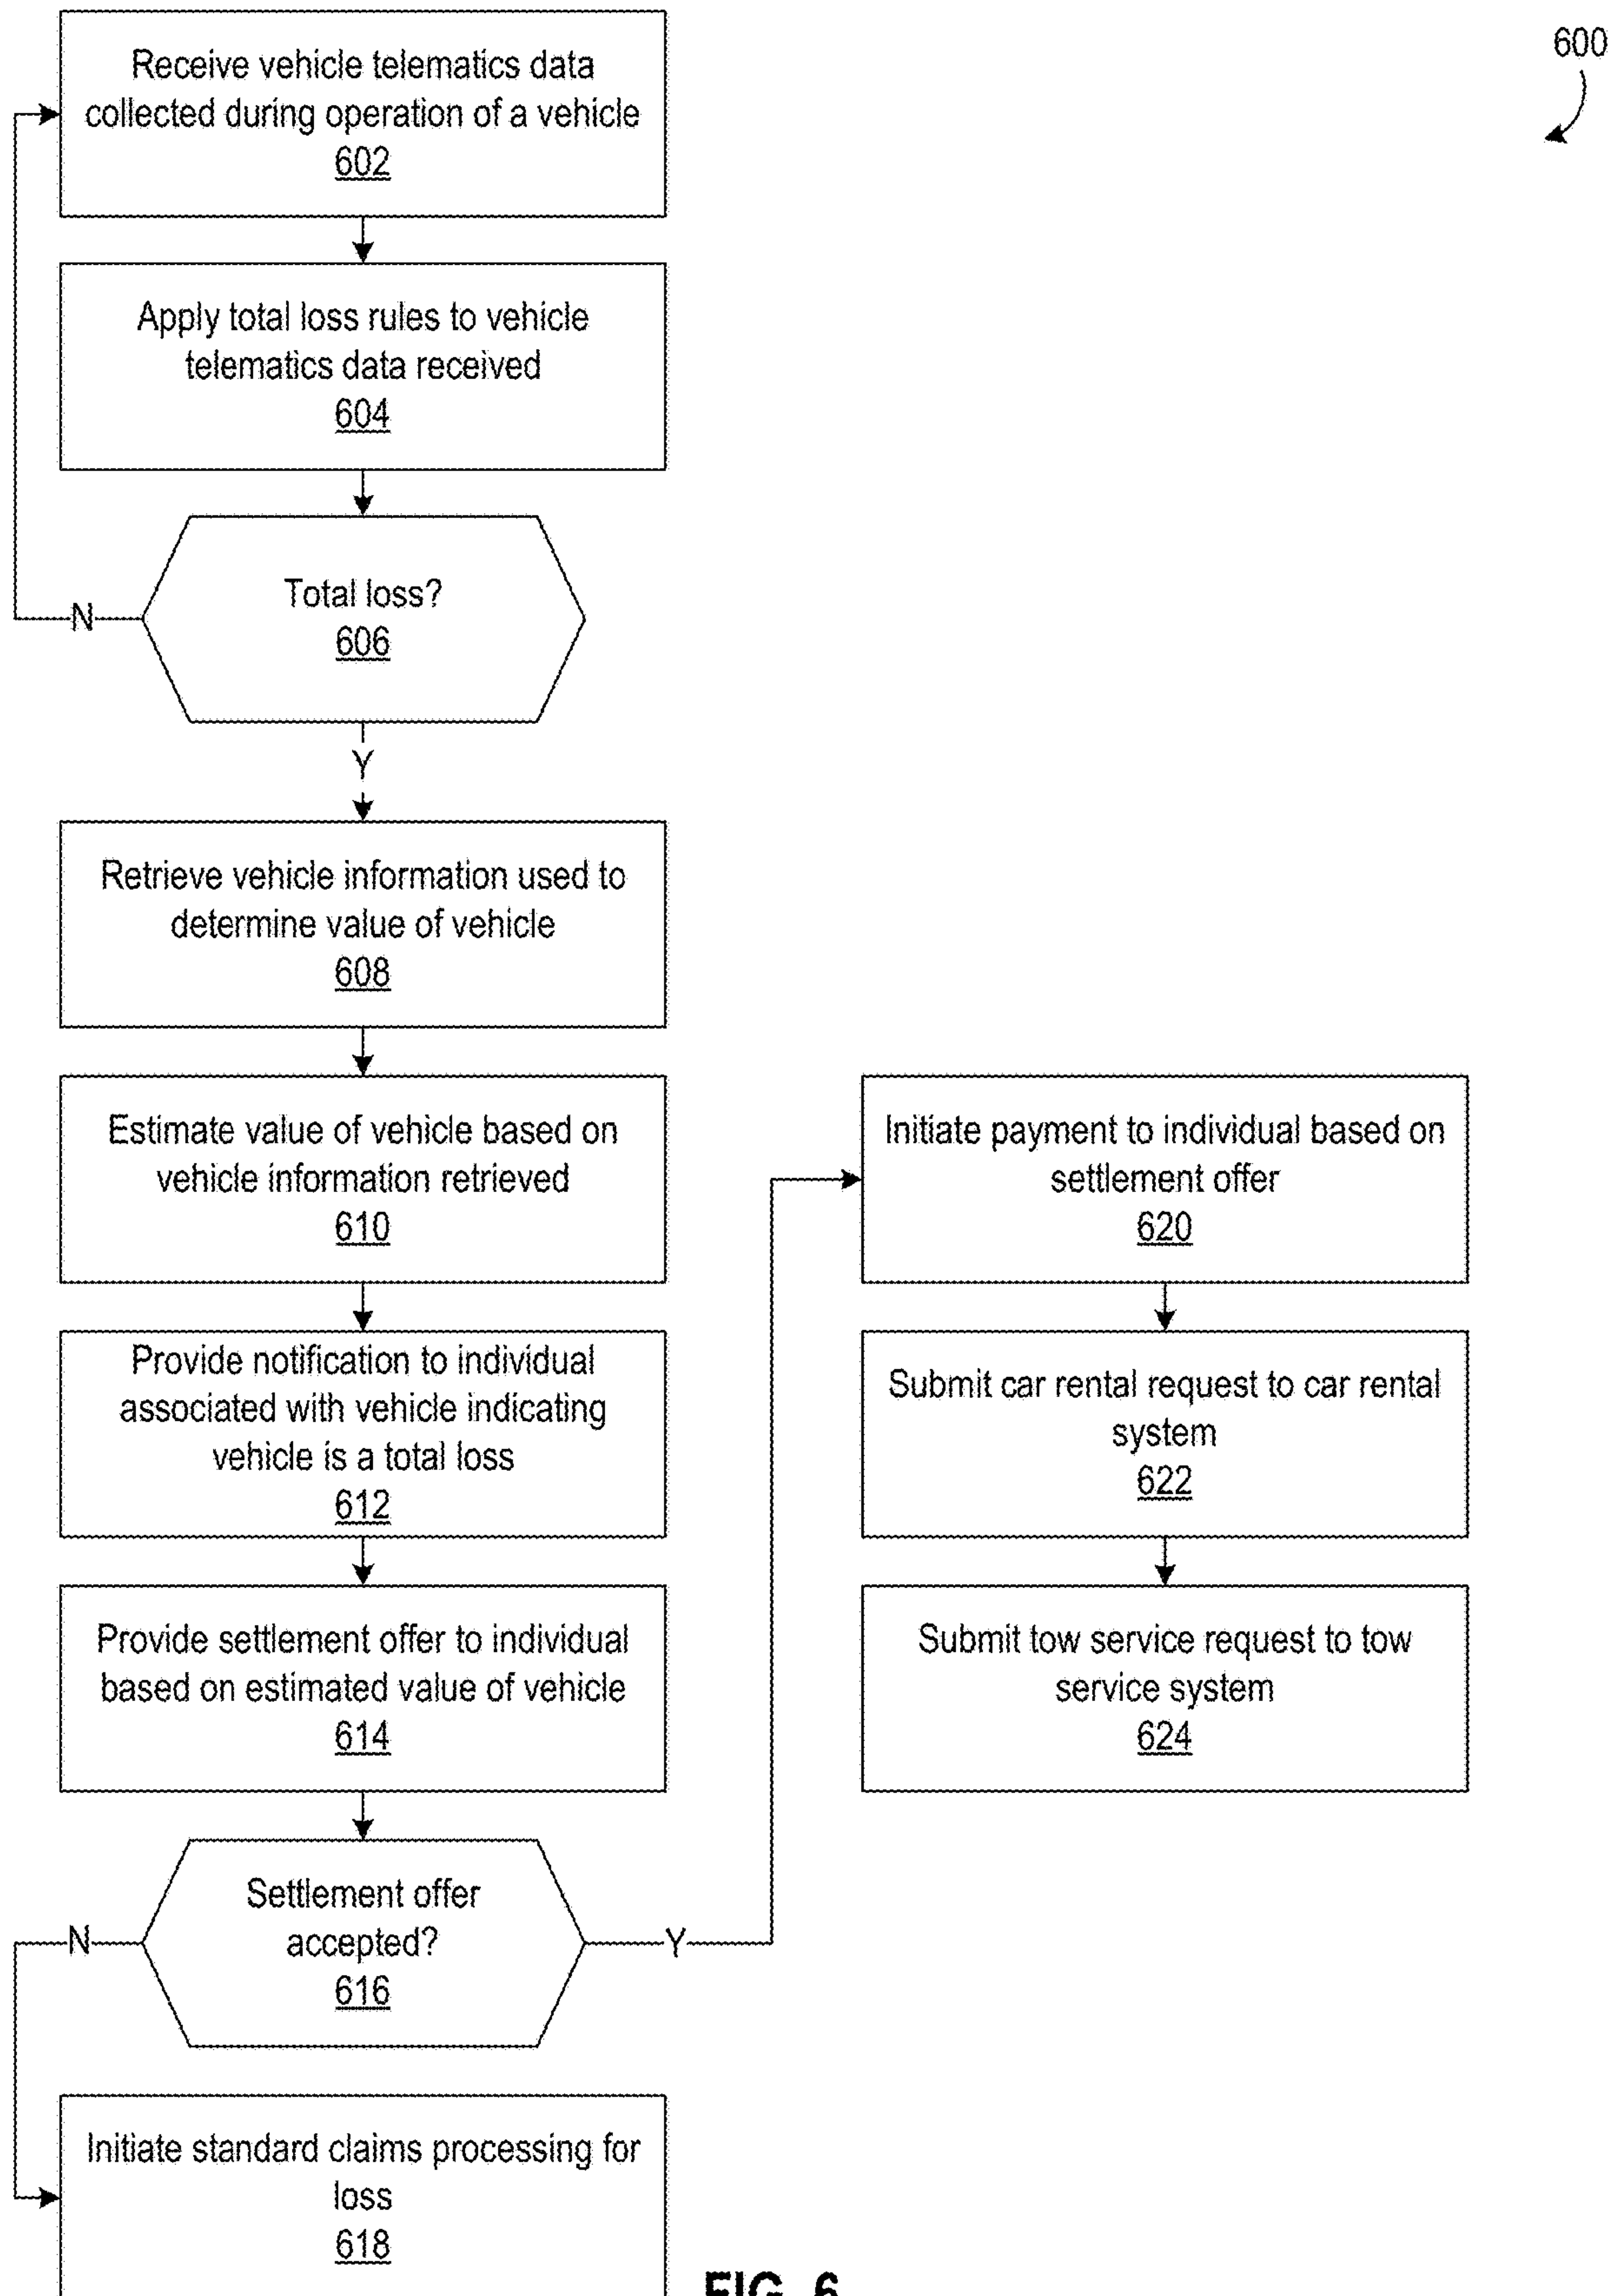 600
Receive vehicle telematics data
collected during operation of a vehicle
602
Apply total loss rules to vehicle
telematics data received
604
Total loss?
606
N
Y
Retrieve vehicle information used to
determine value of vehicle
608
Estimate value of vehicle based on
vehicle information retrieved
610
Provide notification to individual
associated with vehicle indicating
vehicle is a total loss
612
Provide settlement offer to individual
based on estimated value of vehicle
614
Settlement offer
accepted?
616
N
Y
Initiate standard claims processing for
loss
618
Initiate payment to individual based on
settlement offer
620
Submit car rental request to car rental
system
622
Submit tow service request to tow
service system
624
FIG. 6